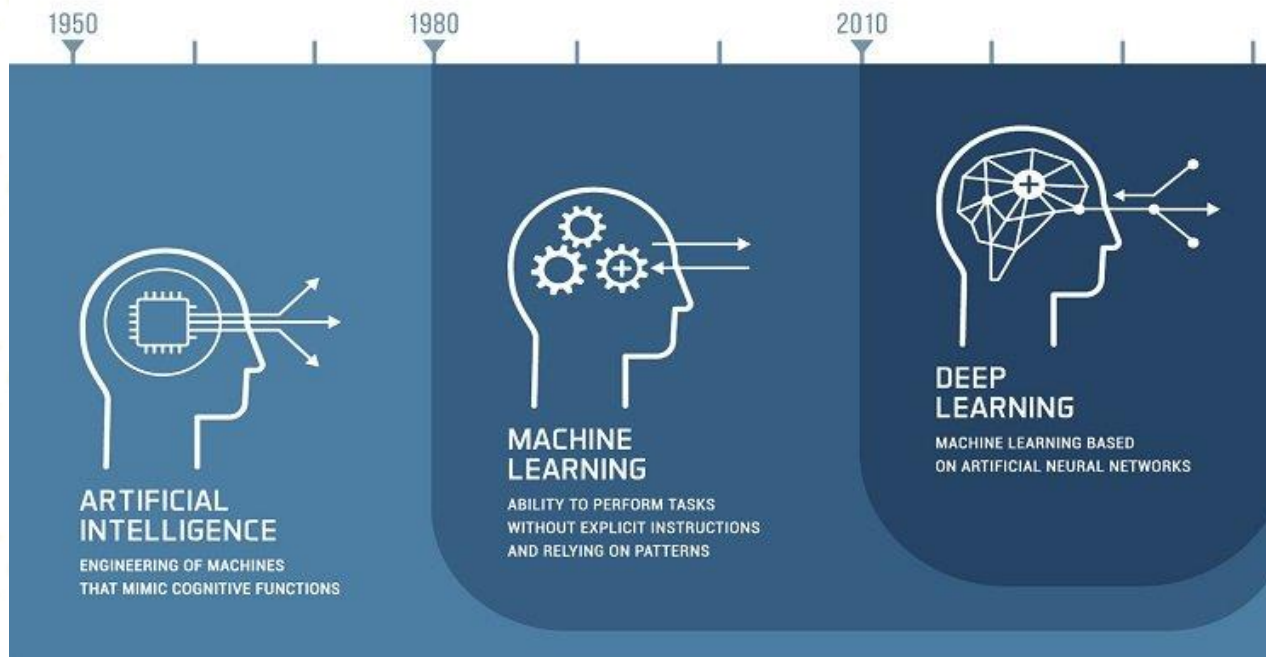 1950
1980
2010
ARTIFICIAL
INTELLIGENCE
ENGINEERING OF MACHINES
THAT MIMIC COGNITIVE FUNCTIONS
MACHINE
LEARNING
ABILITY TO PERFORM TASKS
WITHOUT EXPLICIT INSTRUCTIONS
AND RELYING ON PATTERNS
DEEP
LEARNING
MACHINE LEARNING BASED
ON ARTIFICIAL NEURAL NETWORKS